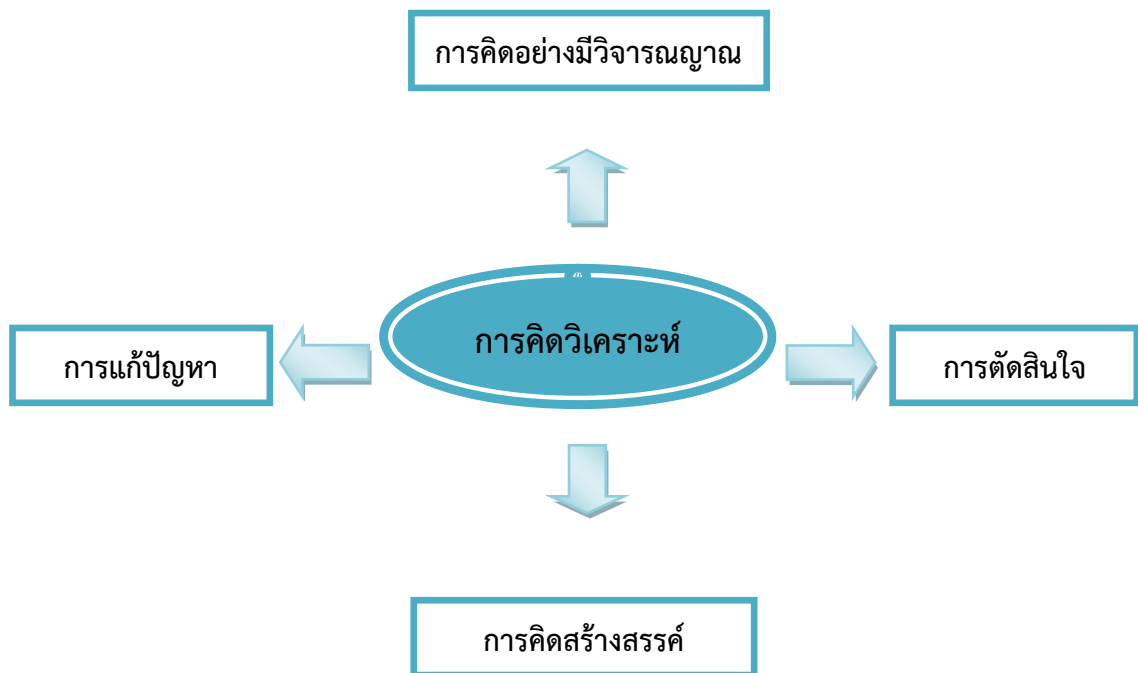 การคิดอย่างมีวิจารณญาณ
การคิดวิเคราะห์
การแก้ปัญหา
การตัดสินใจ
การคิดสร้างสรรค์